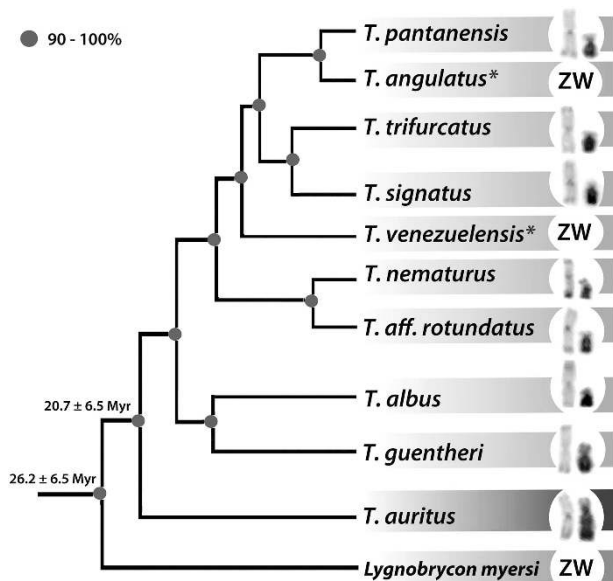 90 - 100%
T. pantanensis
T. angulatus* ZW
T. trifurcatus
T. signatus
T. venezuelensis* ZW
T. nematurus
T. aff. rotundatus
T. albus
20.7 ± 6.5 Myr
T. guentheri
26.2 ± 6.5 Myr
T. auritus
Lygnobrycon myersi ZW